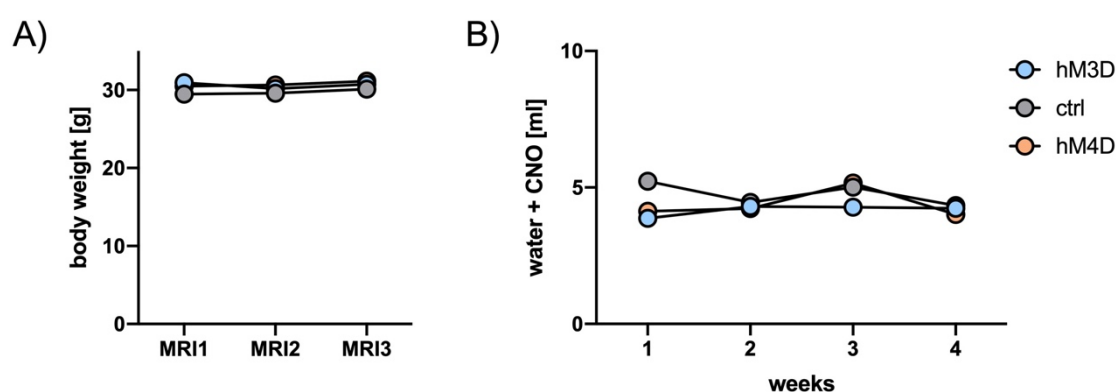 A)
body weight [g]
30
20
10
0
MRI1 MRI2 MRI3
B)
water + CNO [ml]
10
5
0
1 2 3 4
weeks
hM3D
ctrl
hM4D